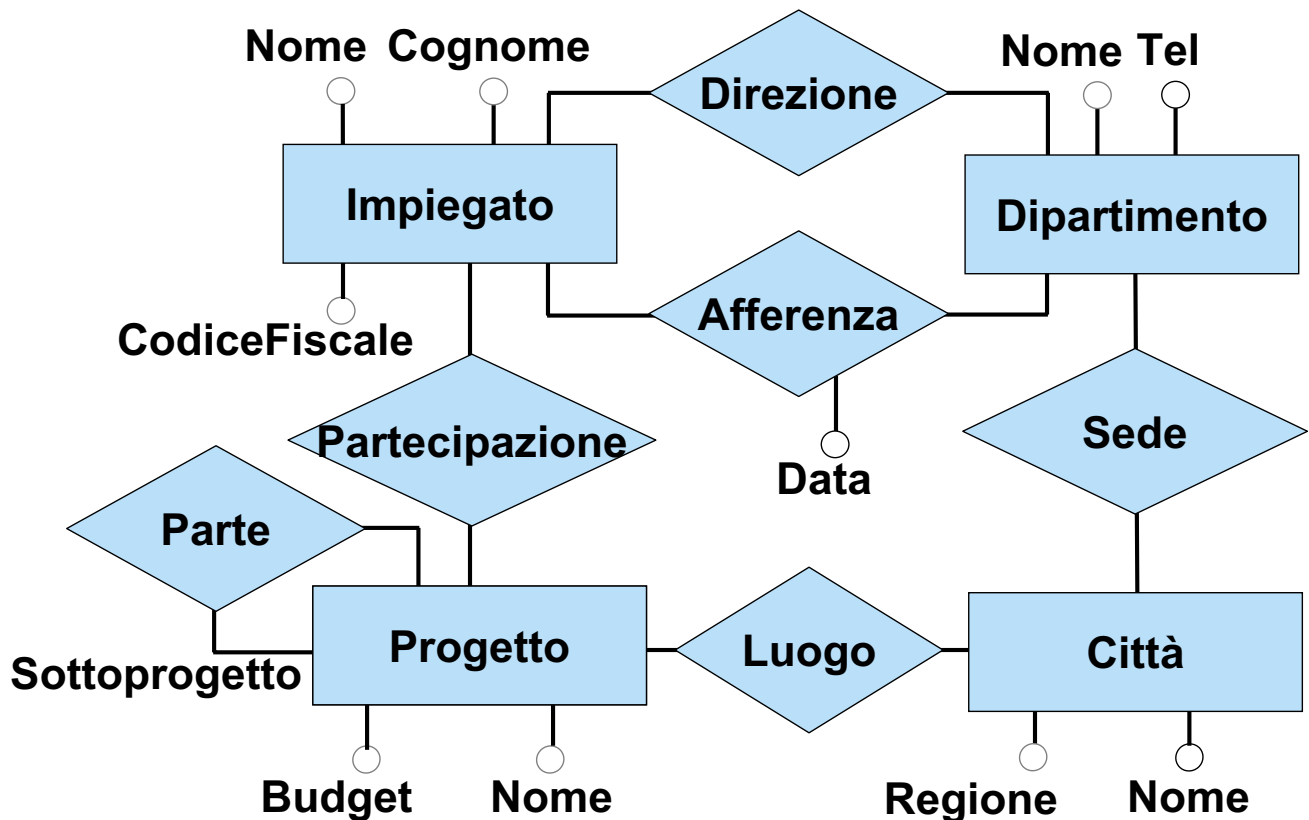 Nome
Cognome
Direzione
Nome
Tel
Impiegato
Dipartimento
CodiceFiscale
Afferenza
Partecipazione
Data
Sede
Parte
Sottoprogetto
Progetto
Luogo
Città
Budget
Nome
Regione
Nome